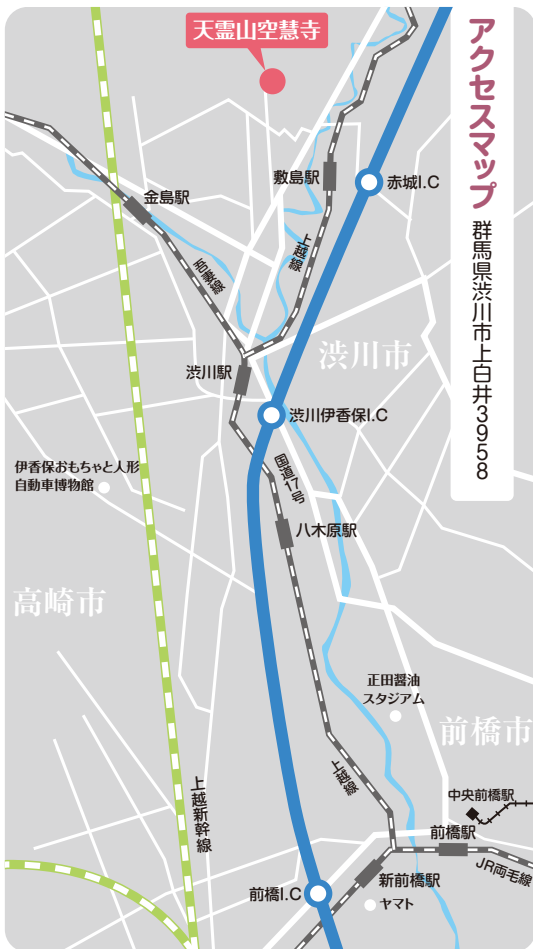 アクセスマップ
群馬県渋川市上白井3958
天霊山空慧寺
敷島駅
赤城I.C
金島駅
上越線
吾妻線
渋川市
渋川駅
渋川伊香保I.C
国道17号
伊香保おもちゃと人形
自動車博物館
八木原駅
高崎市
正田醤油
スタジアム
前橋市
上越線
上越新幹線
中央前橋駅
前橋駅
JR両毛線
新前橋駅
前橋I.C
ヤマト